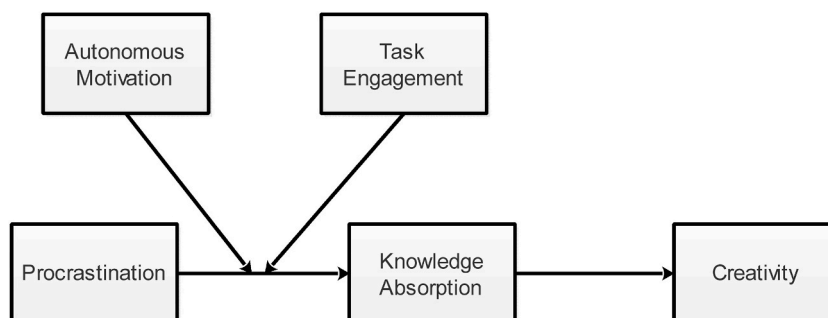 Autonomous
Motivation
Task
Engagement
Procrastination
Knowledge
Absorption
Creativity